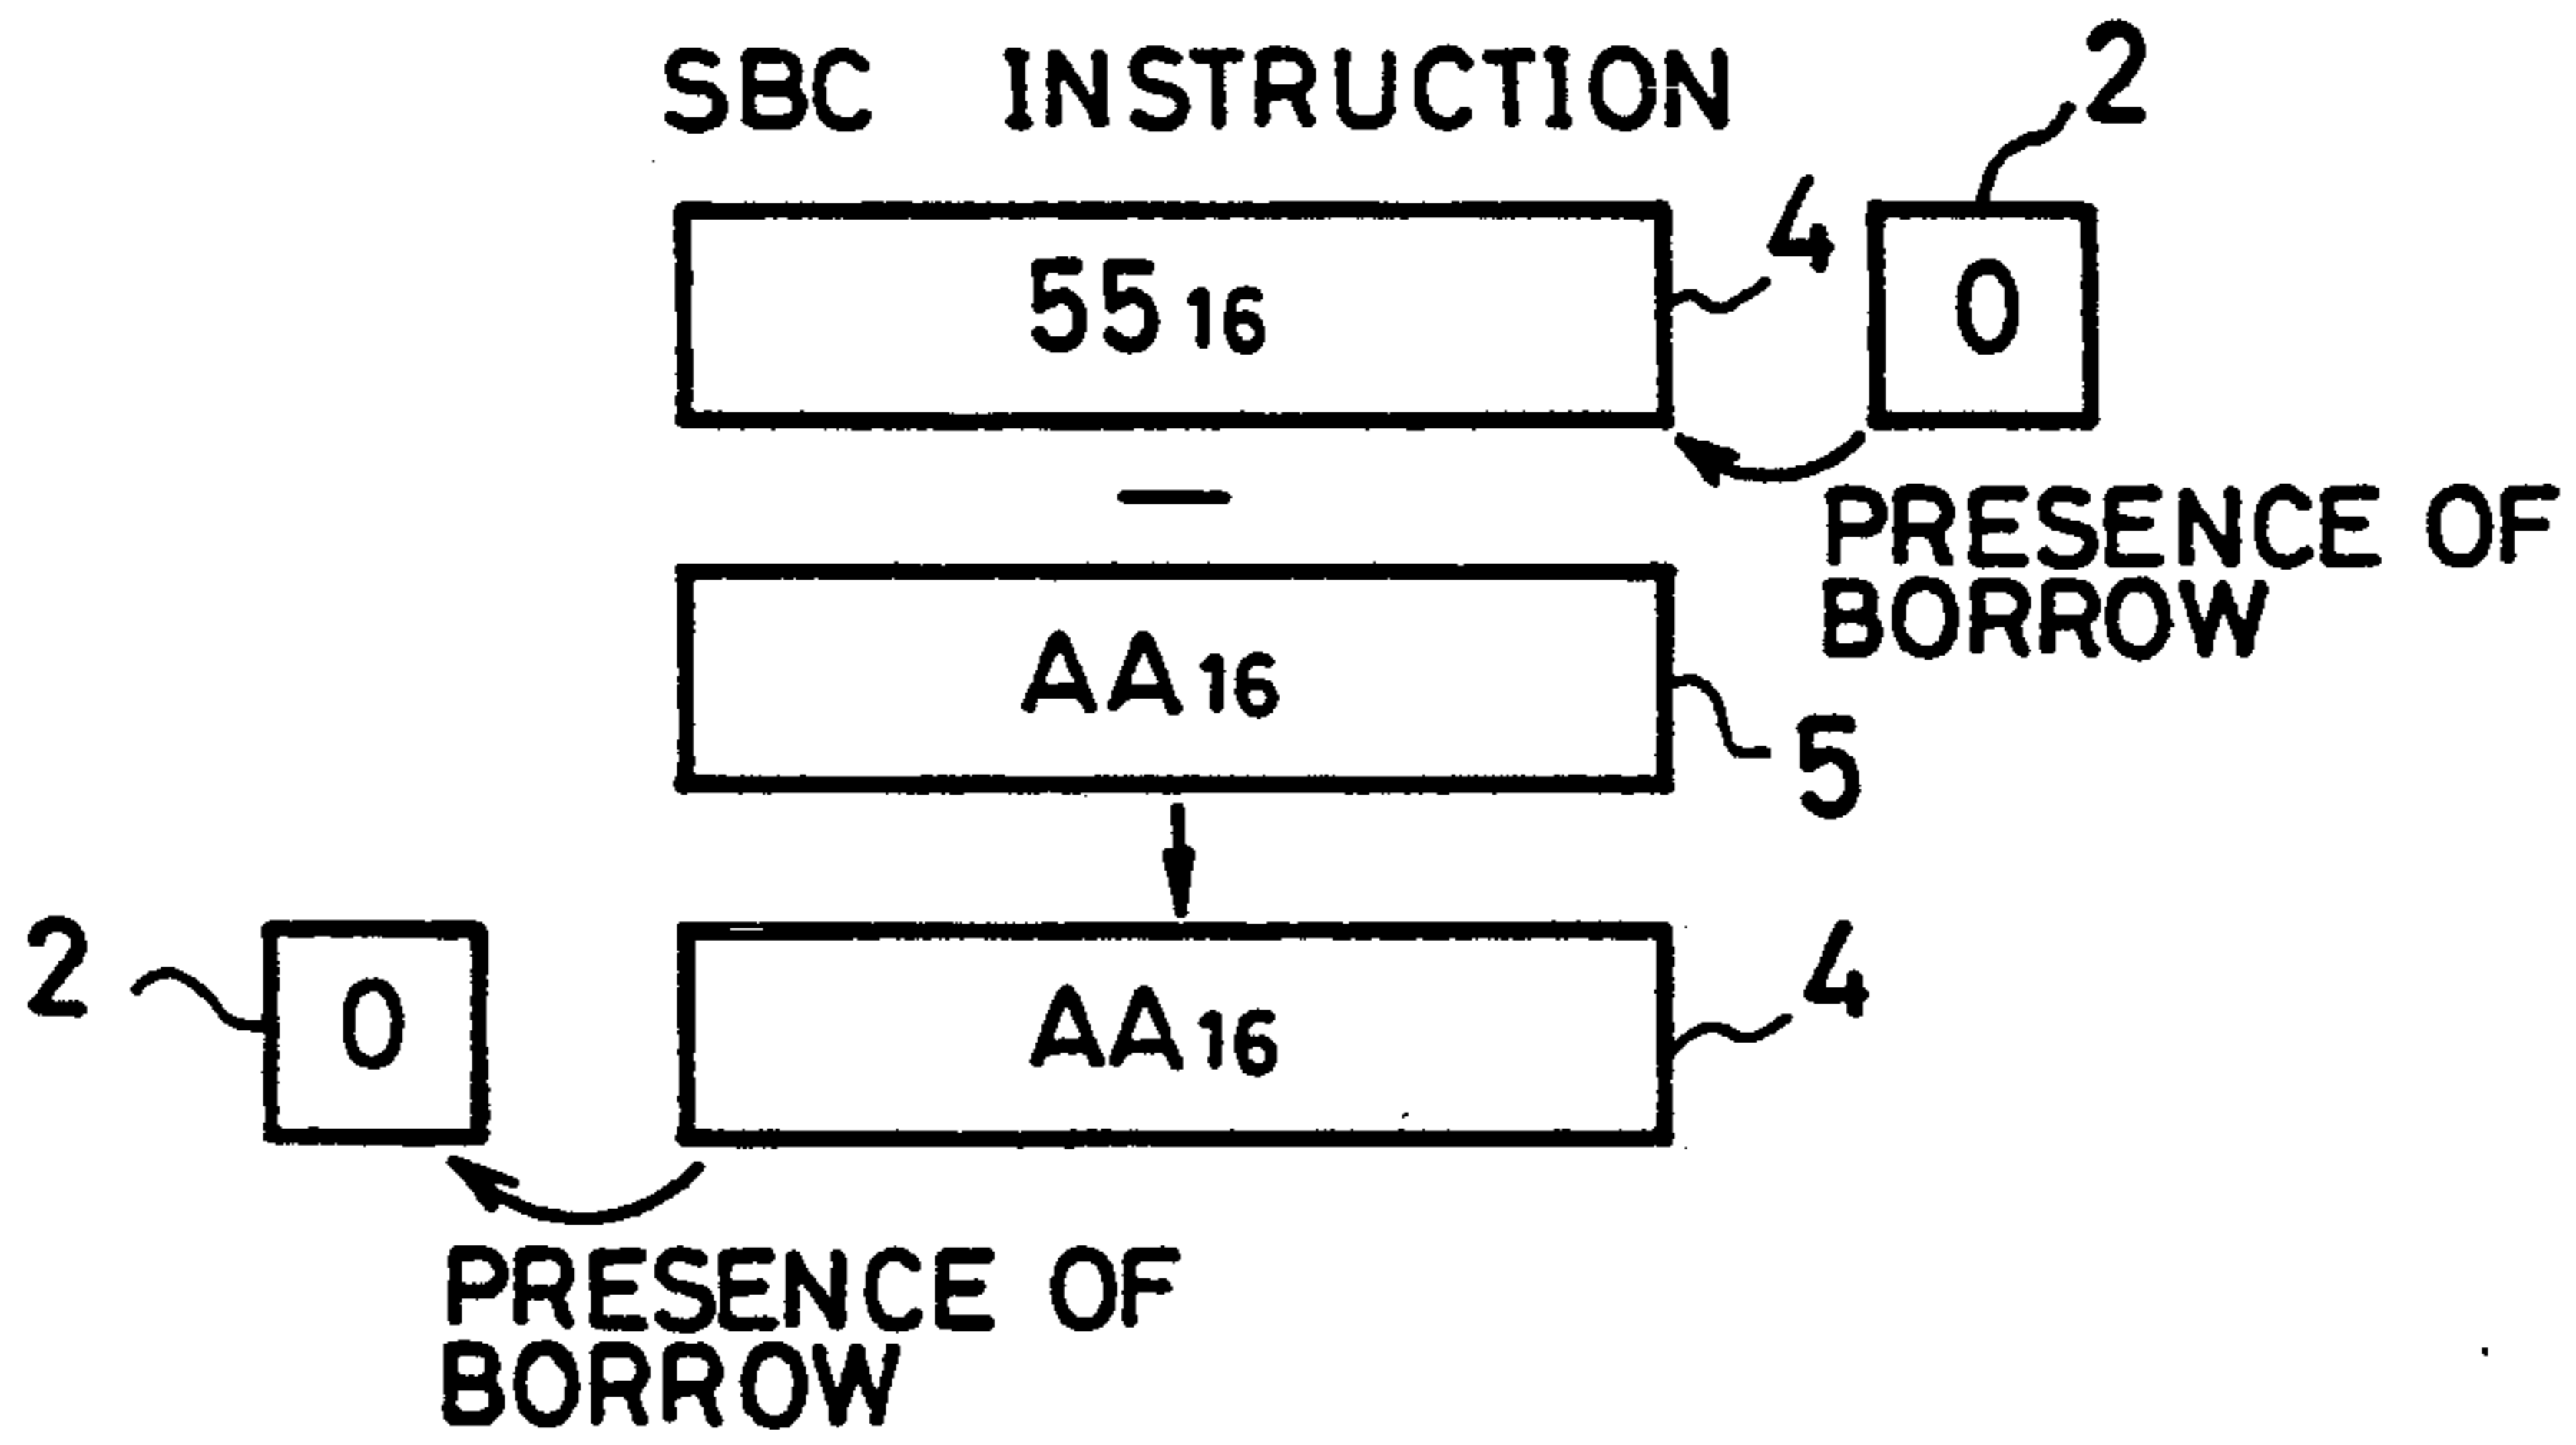 SBC INSTRUCTION
2
55₁₆
4
0
PRESENCE OF
BORROW
—
AA₁₆
5
2
0
AA₁₆
4
PRESENCE OF
BORROW